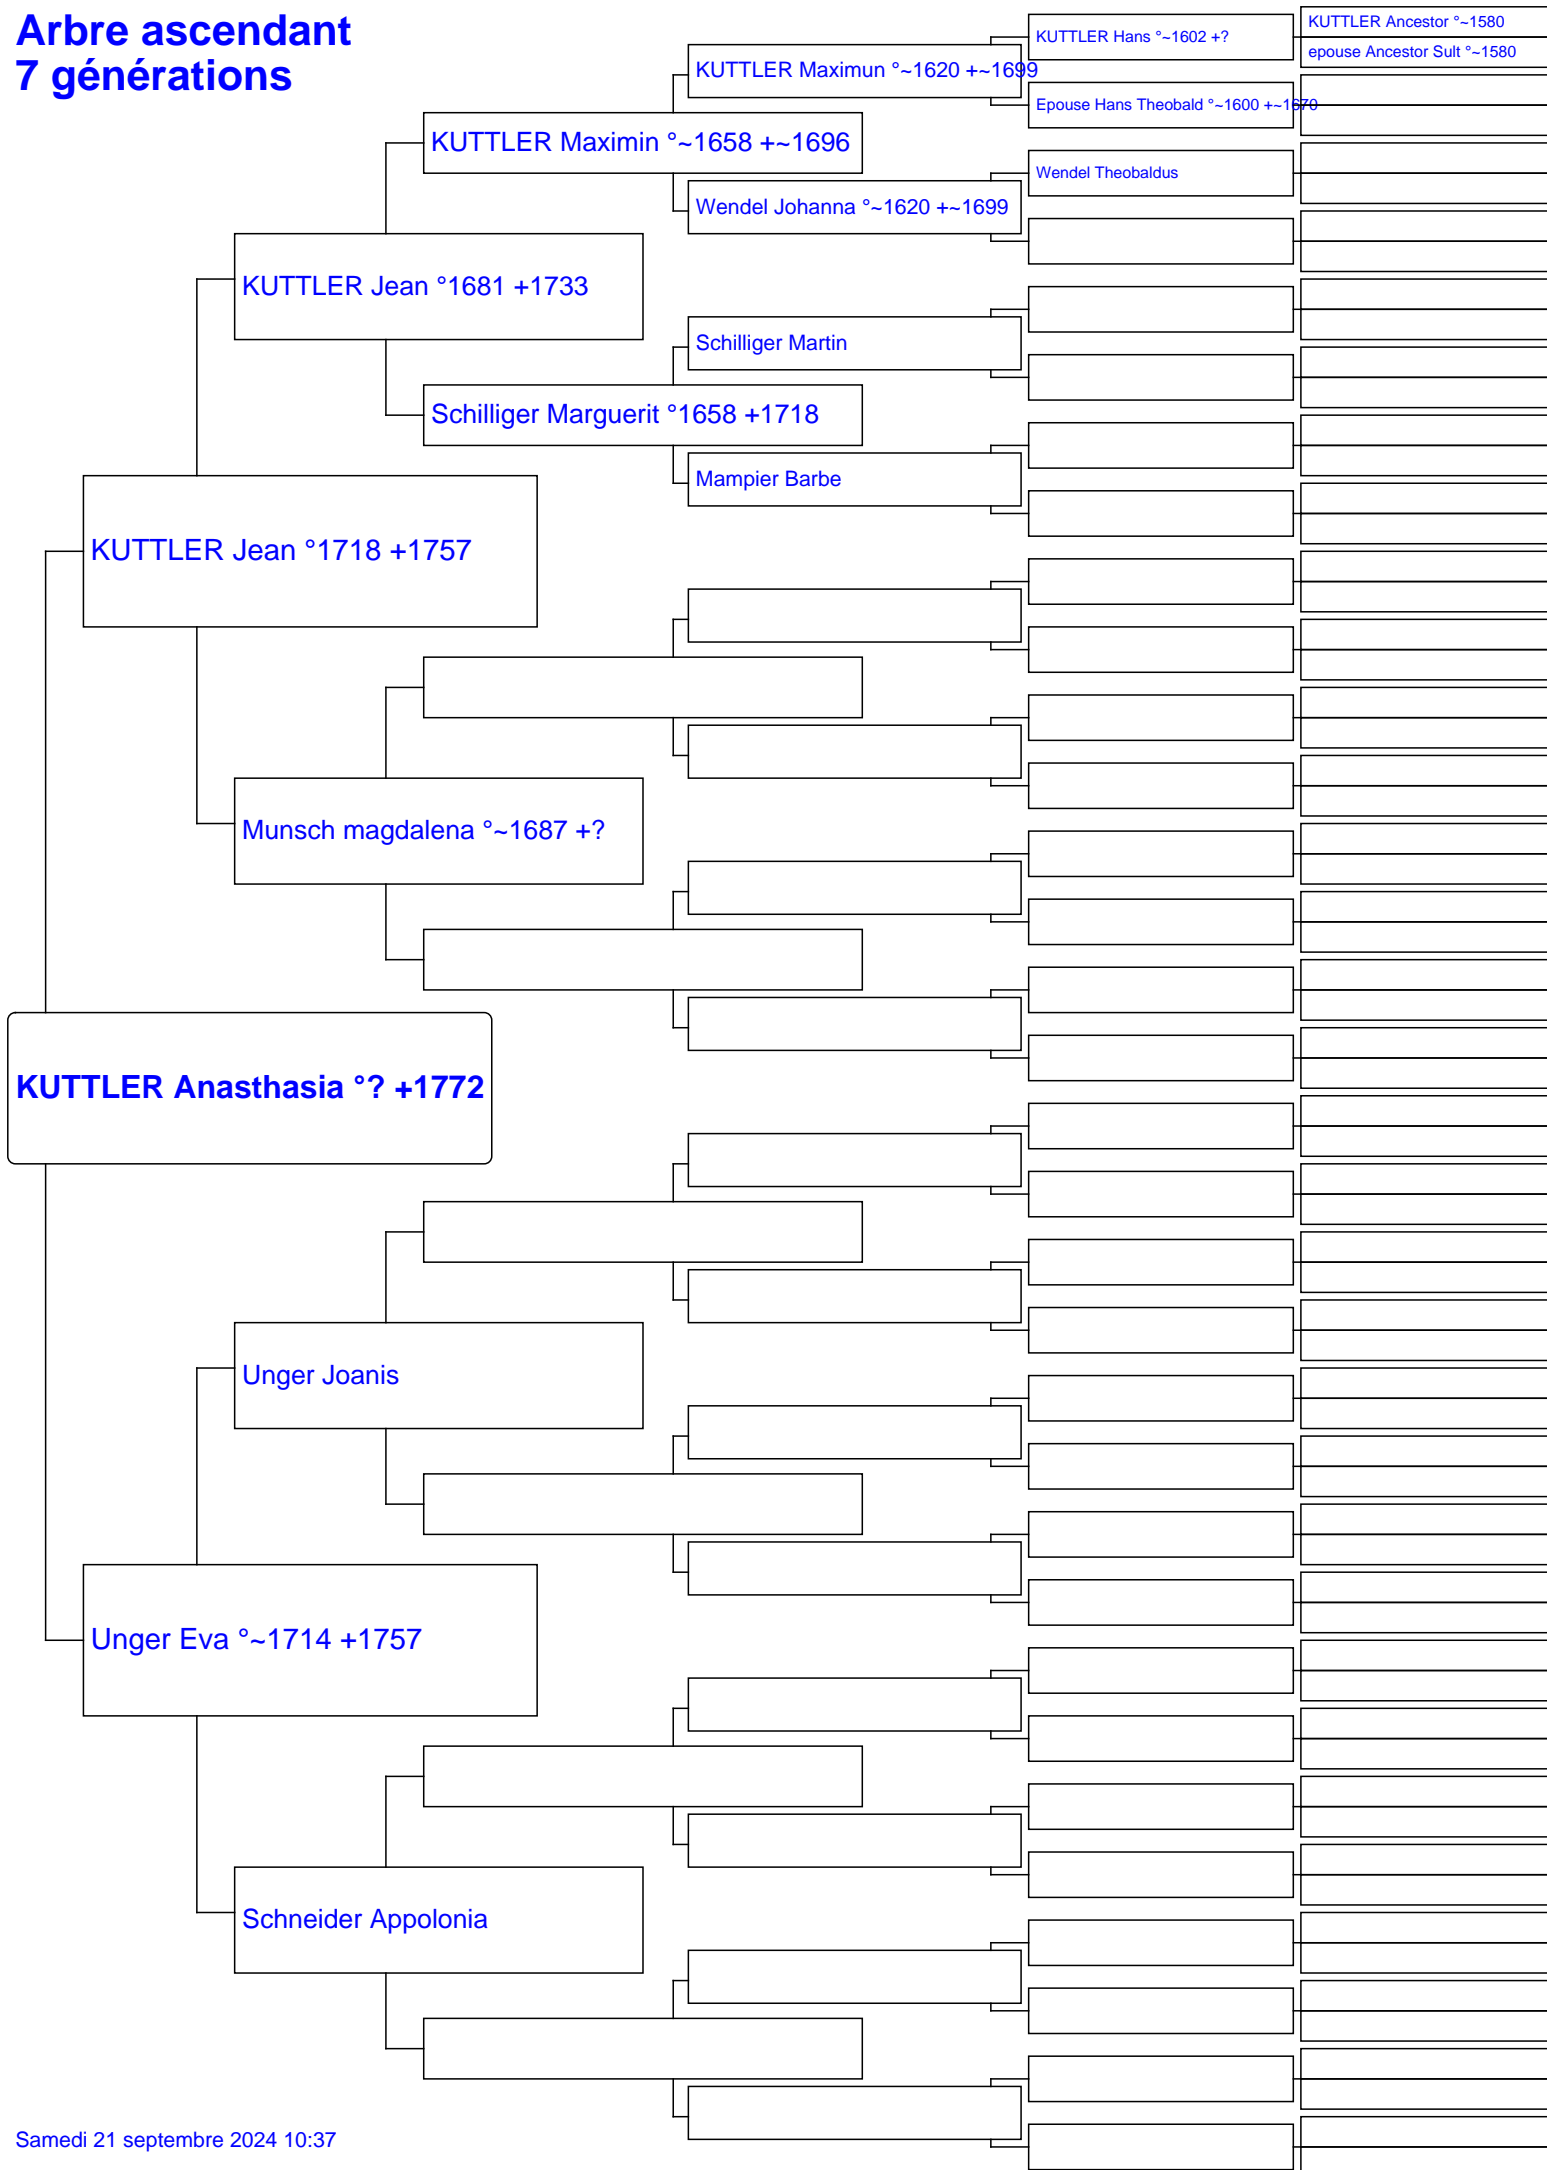 Arbre ascendant
7 générations
KUTTLER Ancestor °~1580
epouse Ancestor Sult °~1580
KUTTLER Hans °~1602 +?
KUTTLER Maximun °~1620 +~1699
Epouse Hans Theobald °~1600 +~1670
KUTTLER Maximin °~1658 +~1696
Wendel Theobaldus
Wendel Johanna °~1620 +~1699
KUTTLER Jean °1681 +1733
Schilliger Martin
Schilliger Marguerit °1658 +1718
Mampier Barbe
KUTTLER Jean °1718 +1757
Munsch magdalena °~1687 +?
KUTTLER Anasthasia °? +1772
Unger Joanis
Unger Eva °~1714 +1757
Schneider Appolonia
Samedi 21 septembre 2024 10:37